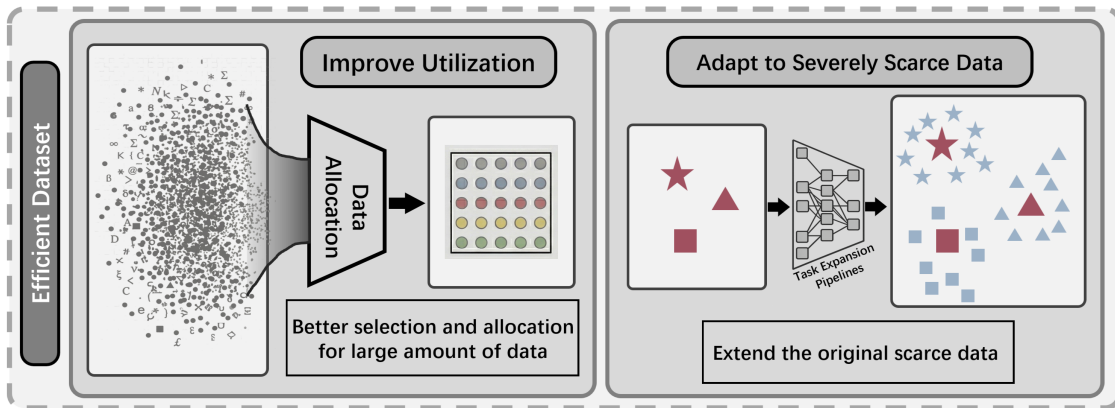 Efficient Dataset
Improve Utilization
Data
Allocation
Better selection and allocation
for large amount of data
Adapt to Severely Scarce Data
Task Expansion
Pipelines
Extend the original scarce data